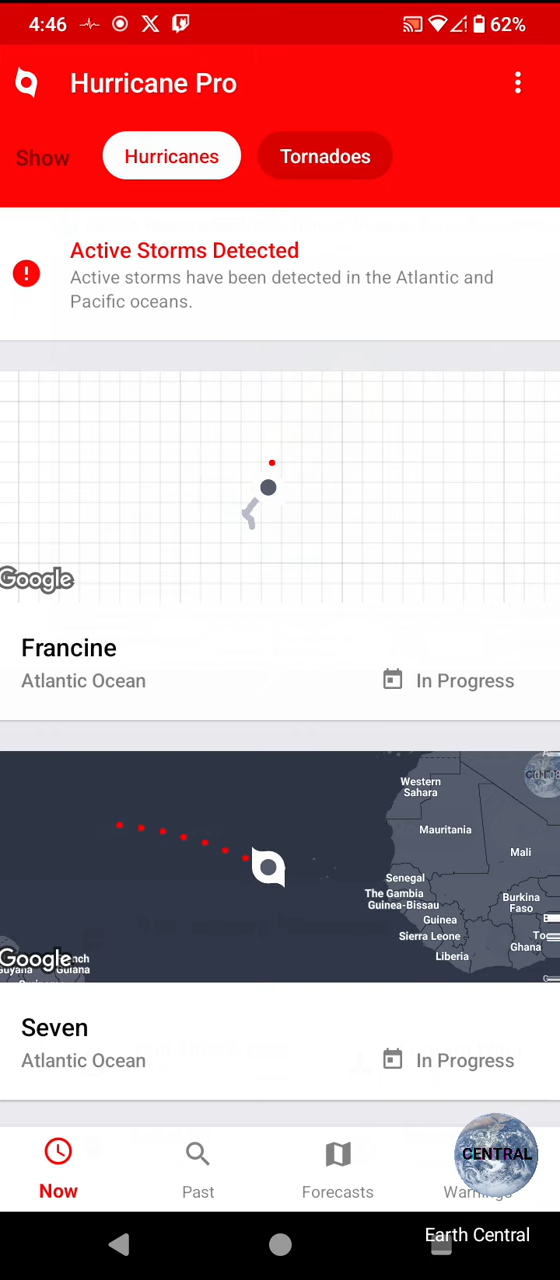 4:46
62%
Hurricane Pro
Show
Hurricanes
Tornadoes
Active Storms Detected
Active storms have been detected in the Atlantic and
Pacific oceans.
Google
Francine
Atlantic Ocean
In Progress
Western
Sahara
Mauritania
Mali
Senegal
The Gambia
Guinea-Bissau
Burkina
Faso
Guinea
Sierra Leone
Ghana
Liberia
Google
Guiana
Seven
Atlantic Ocean
In Progress
Now
Past
Forecasts
CENTRAL
Earth Central